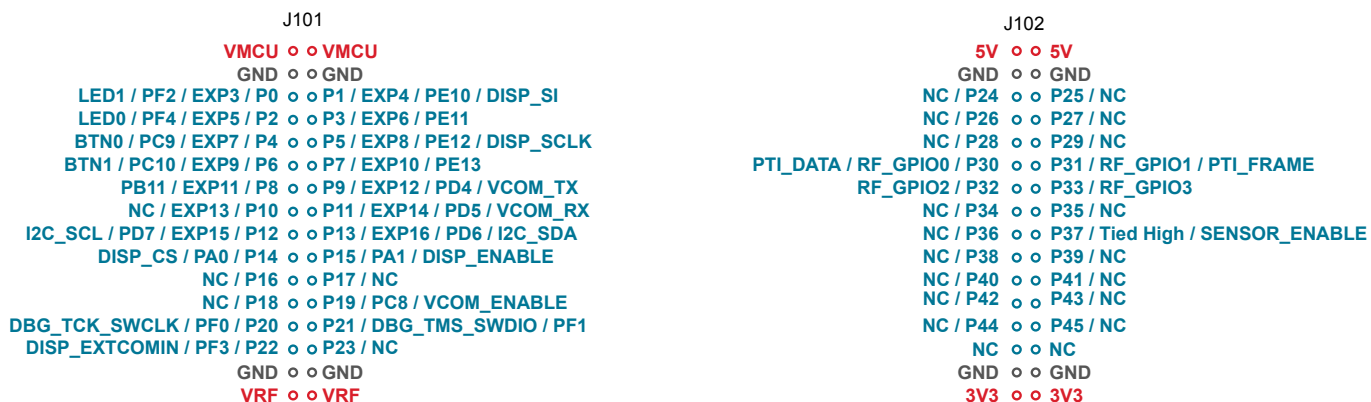 J101
VMCU VMCU
GND GND
LED1 / PF2 / EXP3 / P0 P1 / EXP4 / PE10 / DISP_SI
LED0 / PF4 / EXP5 / P2 P3 / EXP6 / PE11
BTN0 / PC9 / EXP7 / P4 P5 / EXP8 / PE12 / DISP_SCLK
BTN1 / PC10 / EXP9 / P6 P7 / EXP10 / PE13
PB11 / EXP11 / P8 P9 / EXP12 / PD4 / VCOM_TX
NC / EXP13 / P10 P11 / EXP14 / PD5 / VCOM_RX
I2C_SCL / PD7 / EXP15 / P12 P13 / EXP16 / PD6 / I2C_SDA
DISP_CS / PA0 / P14 P15 / PA1 / DISP_ENABLE
NC / P16 P17 / NC
NC / P18 P19 / PC8 / VCOM_ENABLE
DBG_TCK_SWCLK / PF0 / P20 P21 / DBG_TMS_SWDIO / PF1
DISP_EXTCOMIN / PF3 / P22 P23 / NC
GND GND
VRF VRF
J102
5V 5V
GND GND
NC / P24 P25 / NC
NC / P26 P27 / NC
NC / P28 P29 / NC
PTI_DATA / RF_GPIO0 / P30 P31 / RF_GPIO1 / PTI_FRAME
RF_GPIO2 / P32 P33 / RF_GPIO3
NC / P34 P35 / NC
NC / P36 P37 / Tied High / SENSOR_ENABLE
NC / P38 P39 / NC
NC / P40 P41 / NC
NC / P42 P43 / NC
NC / P44 P45 / NC
NC NC
GND GND
3V3 3V3